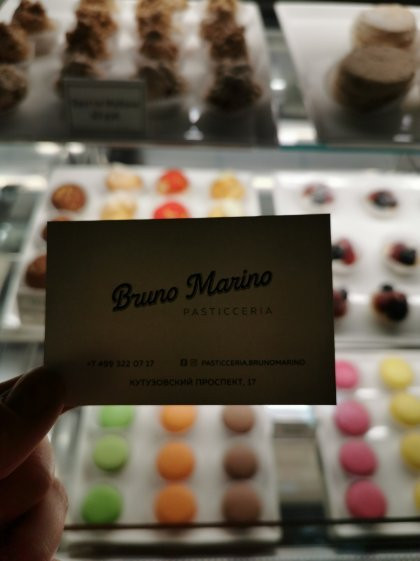 Bruno Marino
PASTICCERIA
+7 499 322 07 17 PASTICCERIA.BRUNOMARINO
КУТУЗОВСКИЙ ПРОСПЕКТ, 17